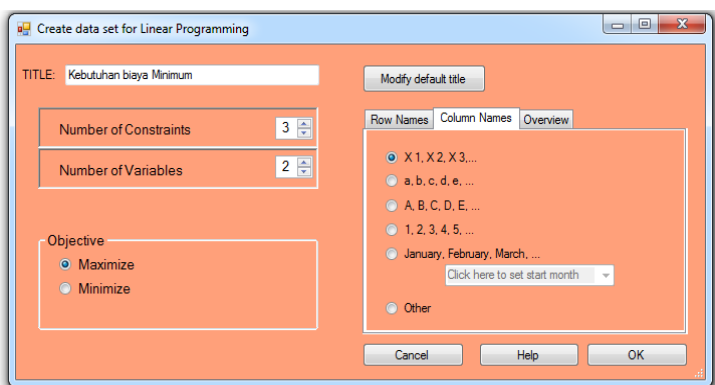 Create data set for Linear Programming
TITLE: Kebutuhan biaya Minimum
Modify default title
Number of Constraints 3
Number of Variables 2
Objective
Maximize
Minimize
Row Names Column Names Overview
X 1, X 2, X 3,...
a, b, c, d, e, ...
A, B, C, D, E, ...
1, 2, 3, 4, 5, ...
January, February, March, ...
Click here to set start month
Other
Cancel Help OK